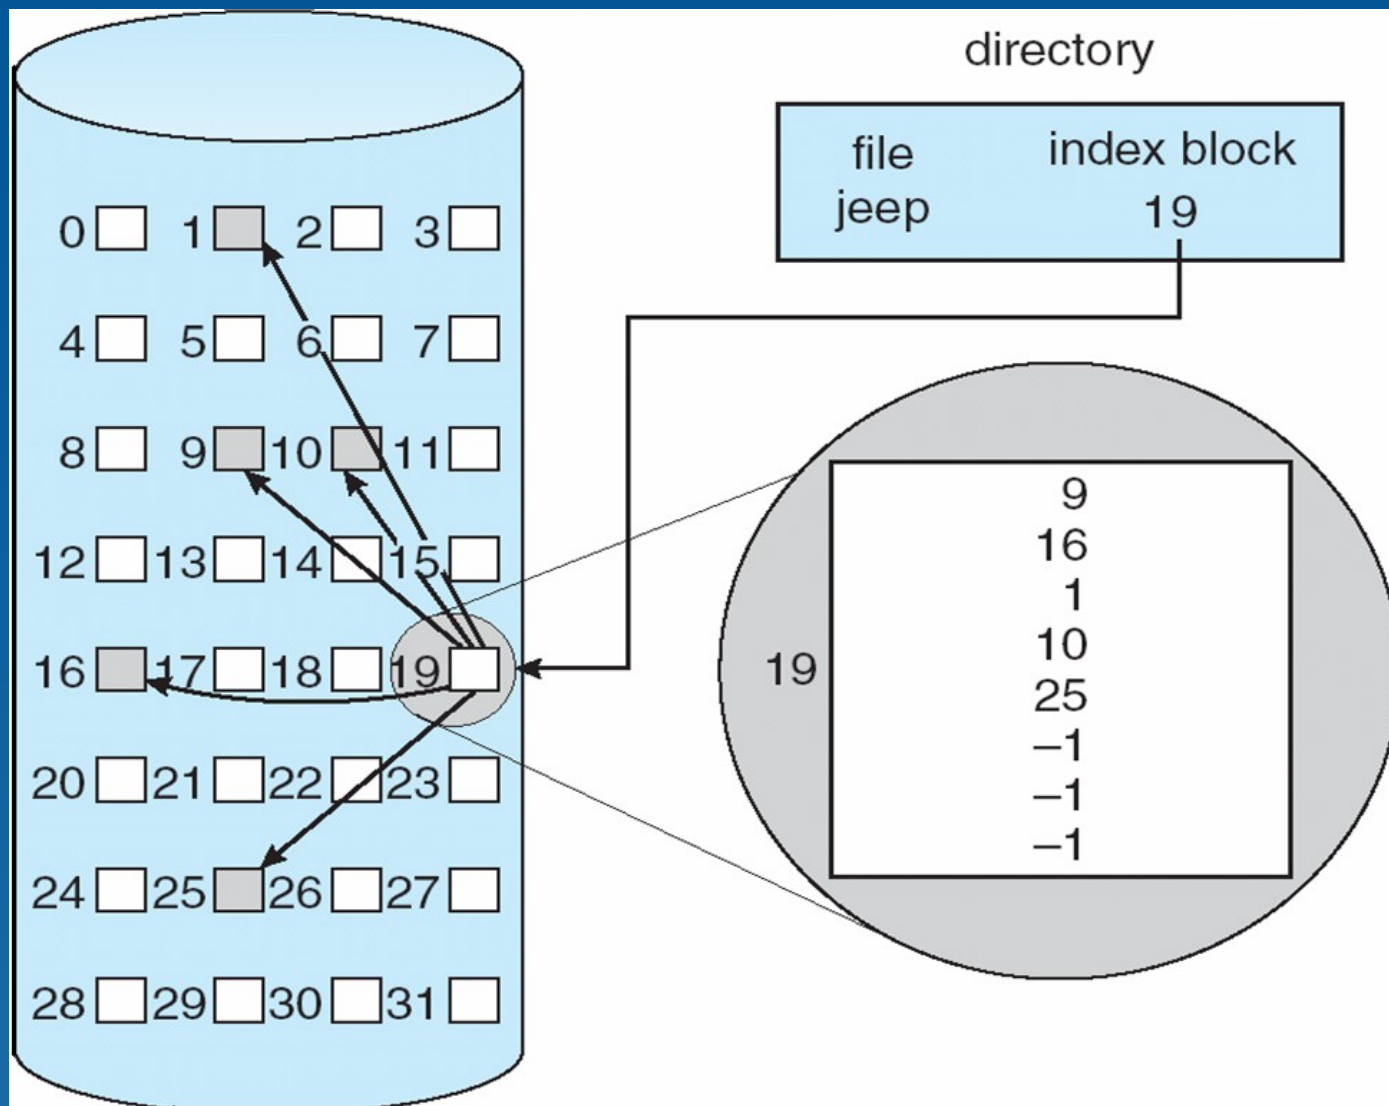 directory
file index block
jeep 19
0 1 2 3
4 5 6 7
8 9 10 11
12 13 14 15
16 17 18 19
20 21 22 23
24 25 26 27
28 29 30 31
19
9
16
1
10
25
–1
–1
–1